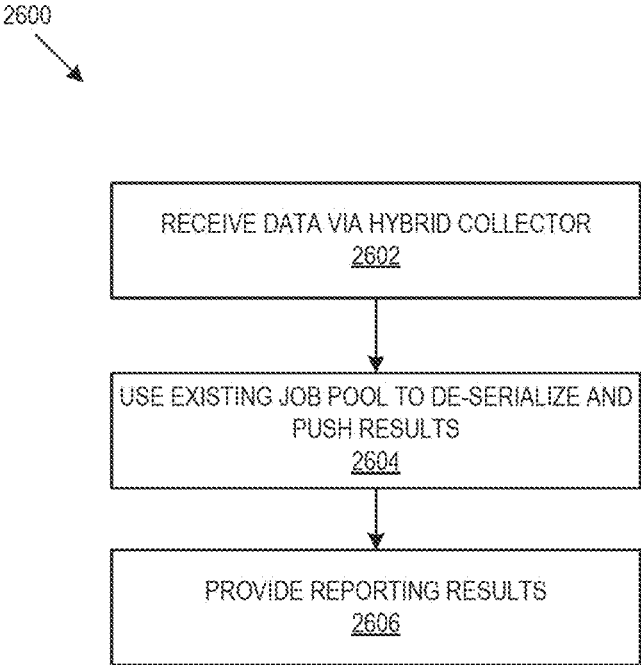 2600
RECEIVE DATA VIA HYBRID COLLECTOR
2602
USE EXISTING JOB POOL TO DE-SERIALIZE AND
PUSH RESULTS
2604
PROVIDE REPORTING RESULTS
2606